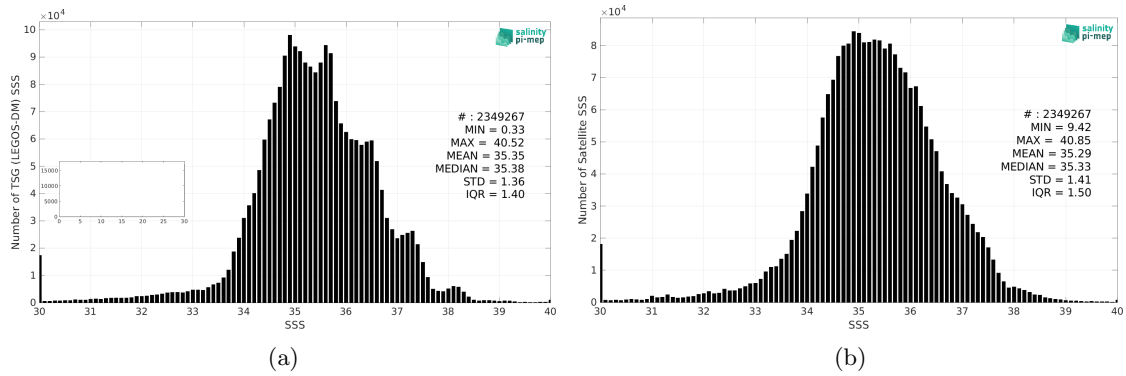 ×10⁴
10
9
8
7
6
5
4
3
2
1
0
Number of TSG (LEGOS-DM) SSS
salinity
pi-mep
# : 2349267
MIN = 0.33
MAX = 40.52
MEAN = 35.35
MEDIAN = 35.38
STD = 1.36
IQR = 1.40
15000
10000
5000
0
0 5 10 15 20 25 30
30 31 32 33 34 35 36 37 38 39 40
SSS
(a)
×10⁴
8
7
6
5
4
3
2
1
0
Number of Satellite SSS
salinity
pi-mep
# : 2349267
MIN = 9.42
MAX = 40.85
MEAN = 35.29
MEDIAN = 35.33
STD = 1.41
IQR = 1.50
30 31 32 33 34 35 36 37 38 39 40
SSS
(b)